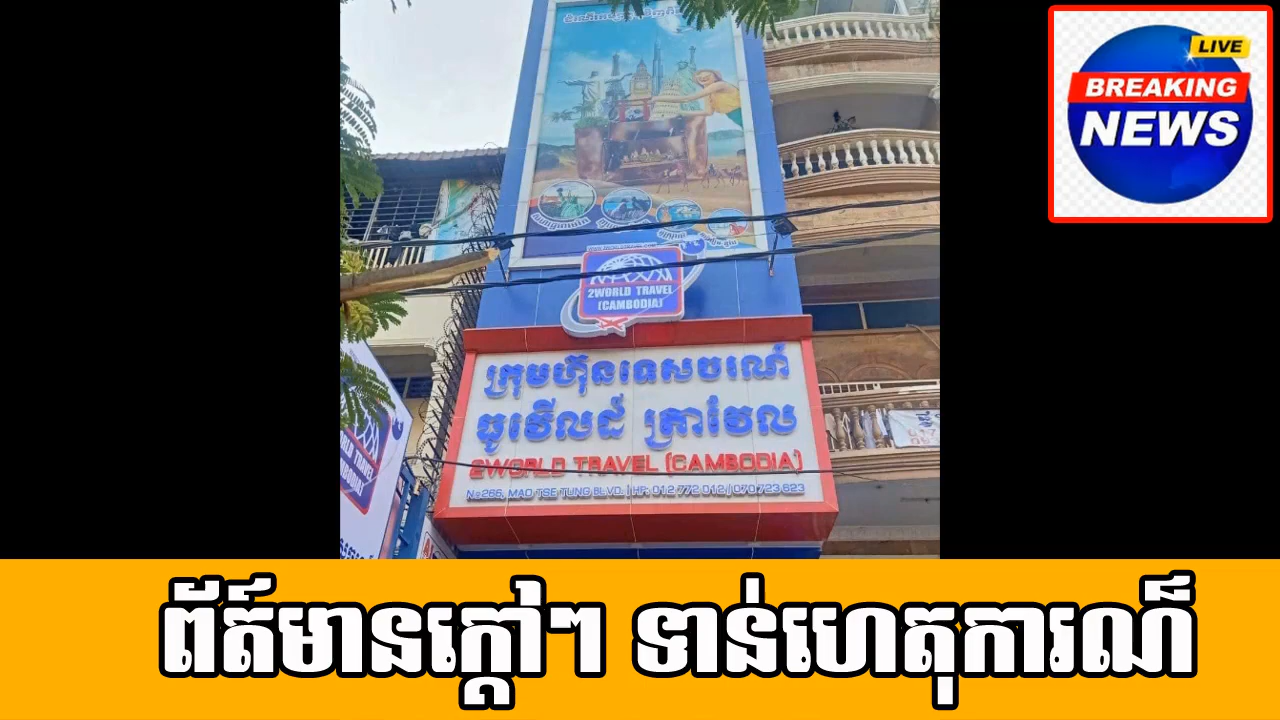 LIVE
BREAKING
NEWS
2WORLD TRAVEL
(CAMBODIA)
ក្រុមហ៊ុនទេសចរណ៍
ធូវើលដ៍ ត្រាវែល
2WORLD TRAVEL (CAMBODIA)
№266, MAO TSE TUNG BLVD. | HP: 012 772 012 / 070 723 623
ព័ត៌មានក្ដៅៗ ទាន់ហេតុការណ៍